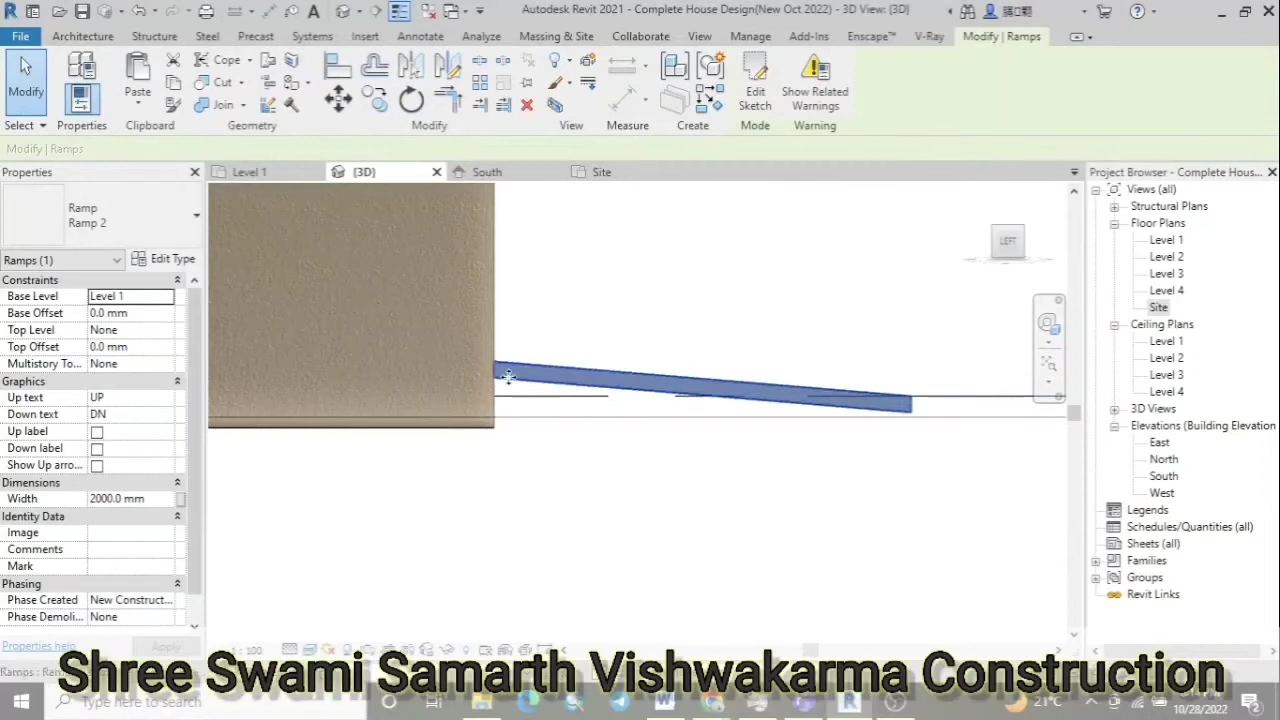 Autodesk Revit 2021 - Complete House Design(New Oct 2022) - 3D View: {3D}
File Architecture Structure Steel Precast Systems Insert Annotate Analyze Massing & Site Collaborate View Manage Add-Ins Enscape™ V-Ray Modify | Ramps
Modify Properties Paste Cope Cut Join Edit Sketch Show Related Warnings
Select Properties Clipboard Geometry Modify View Measure Create Mode Warning
Modify | Ramps
Properties
Level 1 {3D} South Site
Project Browser - Complete Hous...
Ramp
Ramp 2
Ramps (1) Edit Type
Constraints
Base Level Level 1
Base Offset 0.0 mm
Top Level None
Top Offset 0.0 mm
Multistory To... None
Graphics
Up text UP
Down text DN
Up label
Down label
Show Up arro...
Dimensions
Width 2000.0 mm
Identity Data
Image
Comments
Mark
Phasing
Phase Created New Construct...
Phase Demoli... None
Properties help Apply
LEFT
Views (all)
Structural Plans
Floor Plans
Level 1
Level 2
Level 3
Level 4
Site
Ceiling Plans
Level 1
Level 2
Level 3
Level 4
3D Views
Elevations (Building Elevation
East
North
South
West
Legends
Schedules/Quantities (all)
Sheets (all)
Families
Groups
Revit Links
Shree Swami Samarth Vishwakarma Construction
Type here to search
21°C
10/28/2022